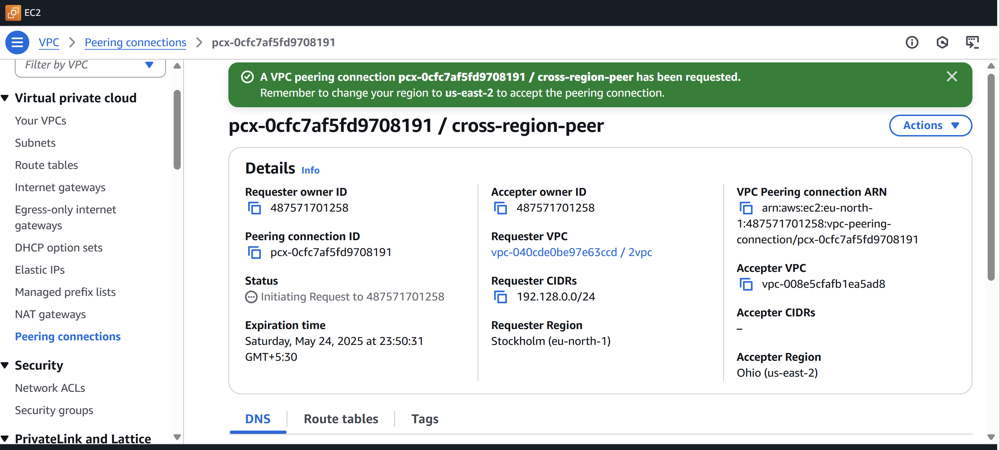 EC2
VPC
Peering connections
pcx-0cfc7af5fd9708191
Filter by VPC
Virtual private cloud
Your VPCs
Subnets
Route tables
Internet gateways
Egress-only internet
gateways
DHCP option sets
Elastic IPs
Managed prefix lists
NAT gateways
Peering connections
Security
Network ACLs
Security groups
PrivateLink and Lattice
A VPC peering connection pcx-0cfc7af5fd9708191 / cross-region-peer has been requested.
Remember to change your region to us-east-2 to accept the peering connection.
pcx-0cfc7af5fd9708191 / cross-region-peer
Actions
Details Info
Requester owner ID
487571701258
Peering connection ID
pcx-0cfc7af5fd9708191
Status
Initiating Request to 487571701258
Expiration time
Saturday, May 24, 2025 at 23:50:31
GMT+5:30
Accepter owner ID
487571701258
Requester VPC
vpc-040cde0be97e63ccd / 2vpc
Requester CIDRs
192.128.0.0/24
Requester Region
Stockholm (eu-north-1)
VPC Peering connection ARN
arn:aws:ec2:eu-north-
1:487571701258:vpc-peering-
connection/pcx-0cfc7af5fd9708191
Accepter VPC
vpc-008e5cfafb1ea5ad8
Accepter CIDRs
–
Accepter Region
Ohio (us-east-2)
DNS
Route tables
Tags